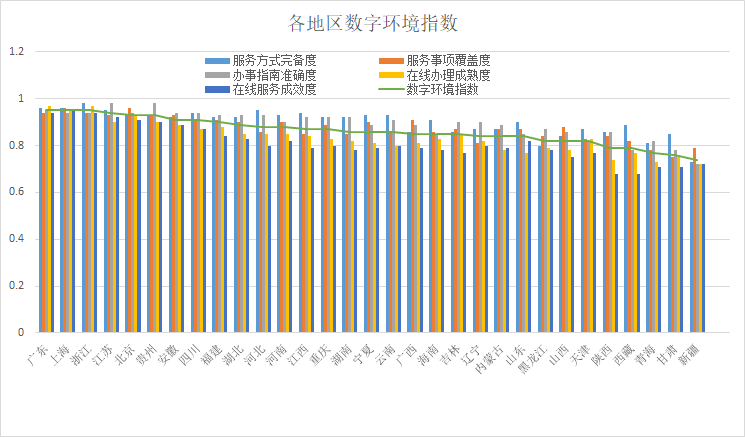 各地区数字环境指数
1.2
1
0.8
0.6
0.4
0.2
0
服务方式完备度 服务事项覆盖度
办事指南准确度 在线办理成熟度
在线服务成效度 数字环境指数
广东 上海 浙江 江苏 北京 贵州 安徽 四川 福建 湖北 河北 河南 江西 重庆 湖南 宁夏 云南 广西 海南 吉林 辽宁 内蒙古 山东 黑龙江 山西 天津 陕西 西藏 青海 甘肃 新疆